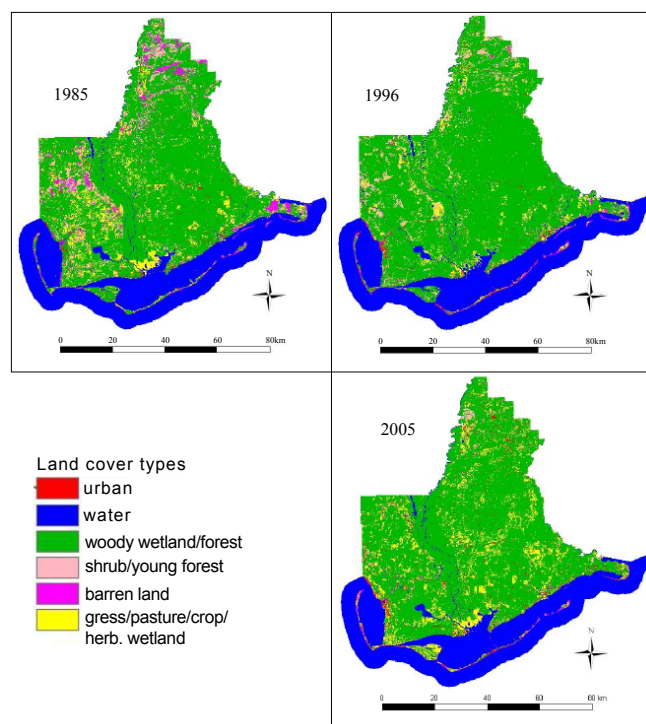 1985
N
0 20 40 60 80km
1996
N
0 20 40 60 80km
2005
N
0 20 40 60 80 km
Land cover types
urban
water
woody wetland/forest
shrub/young forest
barren land
gress/pasture/crop/
herb. wetland